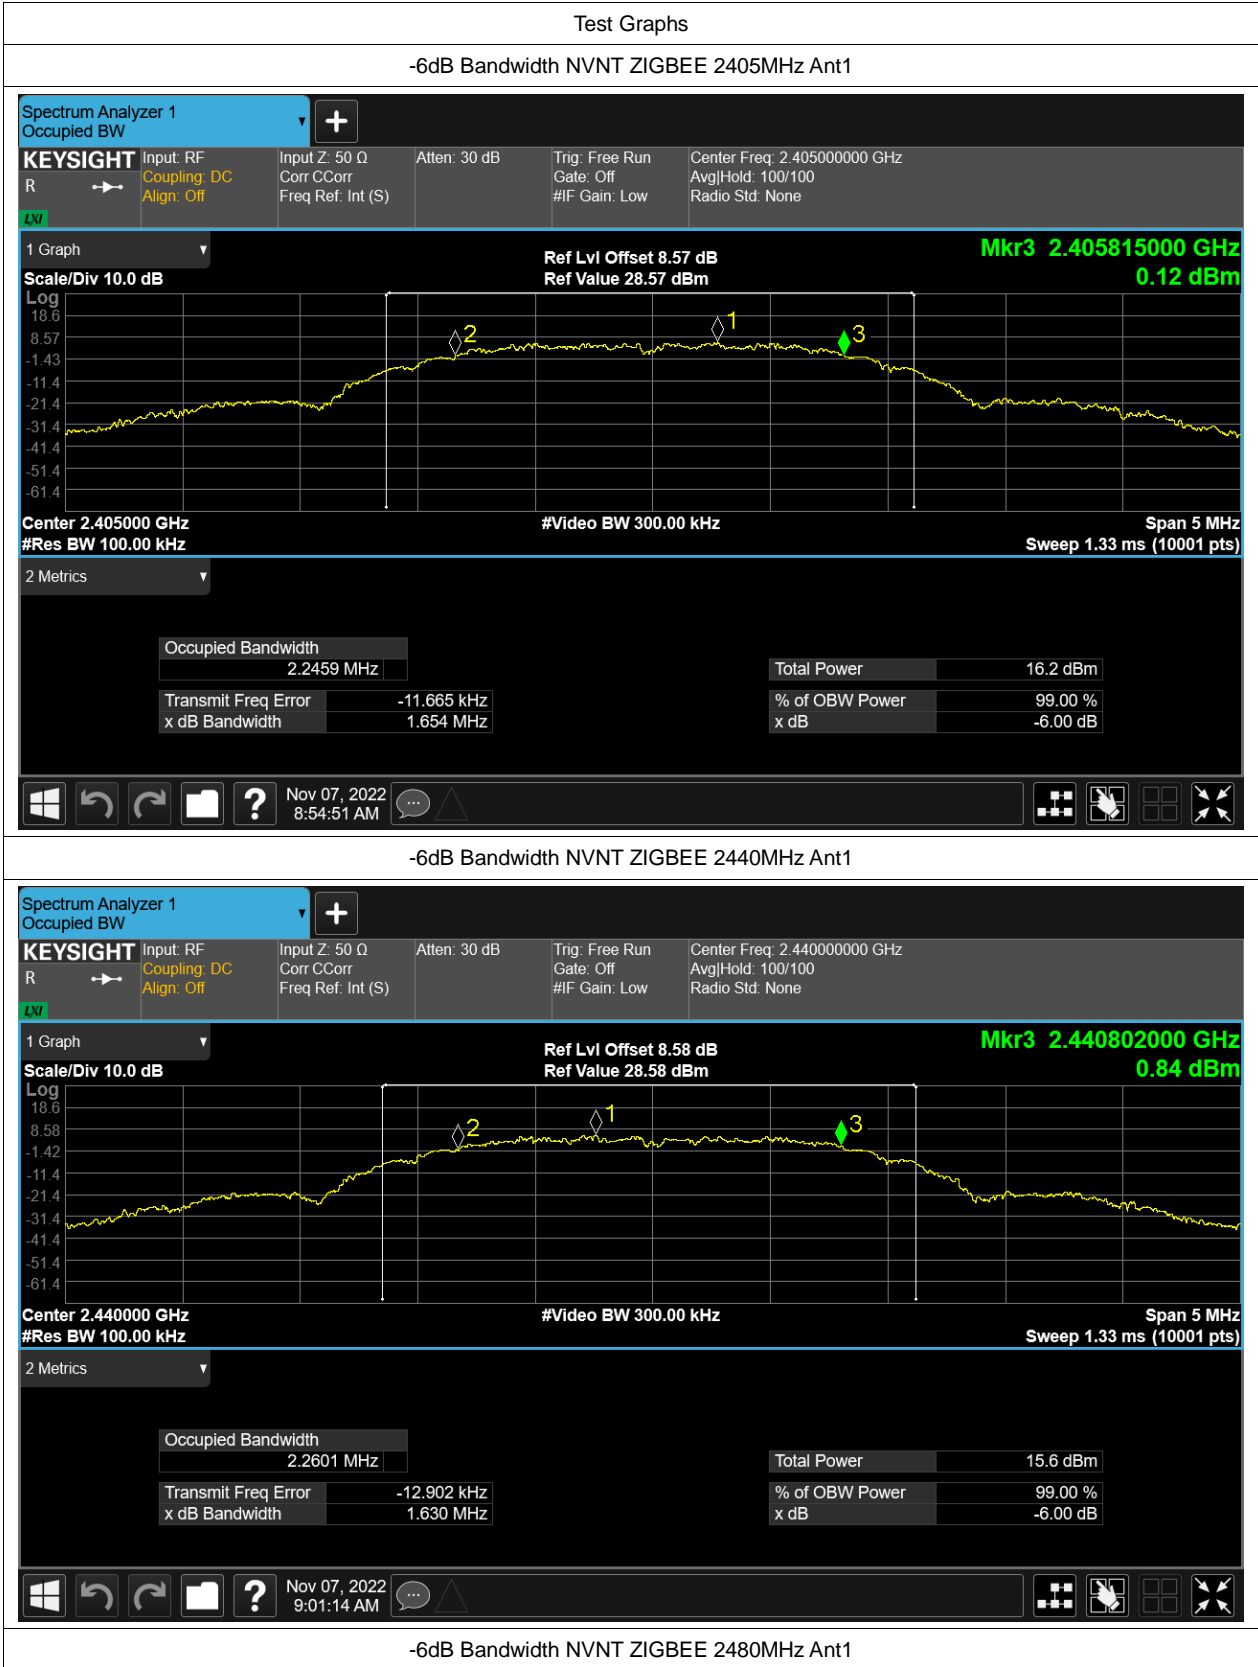 Test Graphs
-6dB Bandwidth NVNT ZIGBEE 2405MHz Ant1
Spectrum Analyzer 1
Occupied BW
+
KEYSIGHT Input: RF Input Z: 50 Ω Atten: 30 dB Trig: Free Run Center Freq: 2.405000000 GHz
R Coupling: DC Corr CCorr Gate: Off Avg|Hold: 100/100
Align: Off Freq Ref: Int (S) #IF Gain: Low Radio Std: None
LXI
1 Graph Ref Lvl Offset 8.57 dB Mkr3 2.405815000 GHz
Scale/Div 10.0 dB Ref Value 28.57 dBm 0.12 dBm
Log
18.6
8.57
-1.43
-11.4
-21.4
-31.4
-41.4
-51.4
-61.4
2 1 3
Center 2.405000 GHz #Video BW 300.00 kHz Span 5 MHz
#Res BW 100.00 kHz Sweep 1.33 ms (10001 pts)
2 Metrics
Occupied Bandwidth
2.2459 MHz Total Power 16.2 dBm
Transmit Freq Error -11.665 kHz % of OBW Power 99.00 %
x dB Bandwidth 1.654 MHz x dB -6.00 dB
? Nov 07, 2022
8:54:51 AM
-6dB Bandwidth NVNT ZIGBEE 2440MHz Ant1
Spectrum Analyzer 1
Occupied BW
+
KEYSIGHT Input: RF Input Z: 50 Ω Atten: 30 dB Trig: Free Run Center Freq: 2.440000000 GHz
R Coupling: DC Corr CCorr Gate: Off Avg|Hold: 100/100
Align: Off Freq Ref: Int (S) #IF Gain: Low Radio Std: None
LXI
1 Graph Ref Lvl Offset 8.58 dB Mkr3 2.440802000 GHz
Scale/Div 10.0 dB Ref Value 28.58 dBm 0.84 dBm
Log
18.6
8.58
-1.42
-11.4
-21.4
-31.4
-41.4
-51.4
-61.4
2 1 3
Center 2.440000 GHz #Video BW 300.00 kHz Span 5 MHz
#Res BW 100.00 kHz Sweep 1.33 ms (10001 pts)
2 Metrics
Occupied Bandwidth
2.2601 MHz Total Power 15.6 dBm
Transmit Freq Error -12.902 kHz % of OBW Power 99.00 %
x dB Bandwidth 1.630 MHz x dB -6.00 dB
? Nov 07, 2022
9:01:14 AM
-6dB Bandwidth NVNT ZIGBEE 2480MHz Ant1